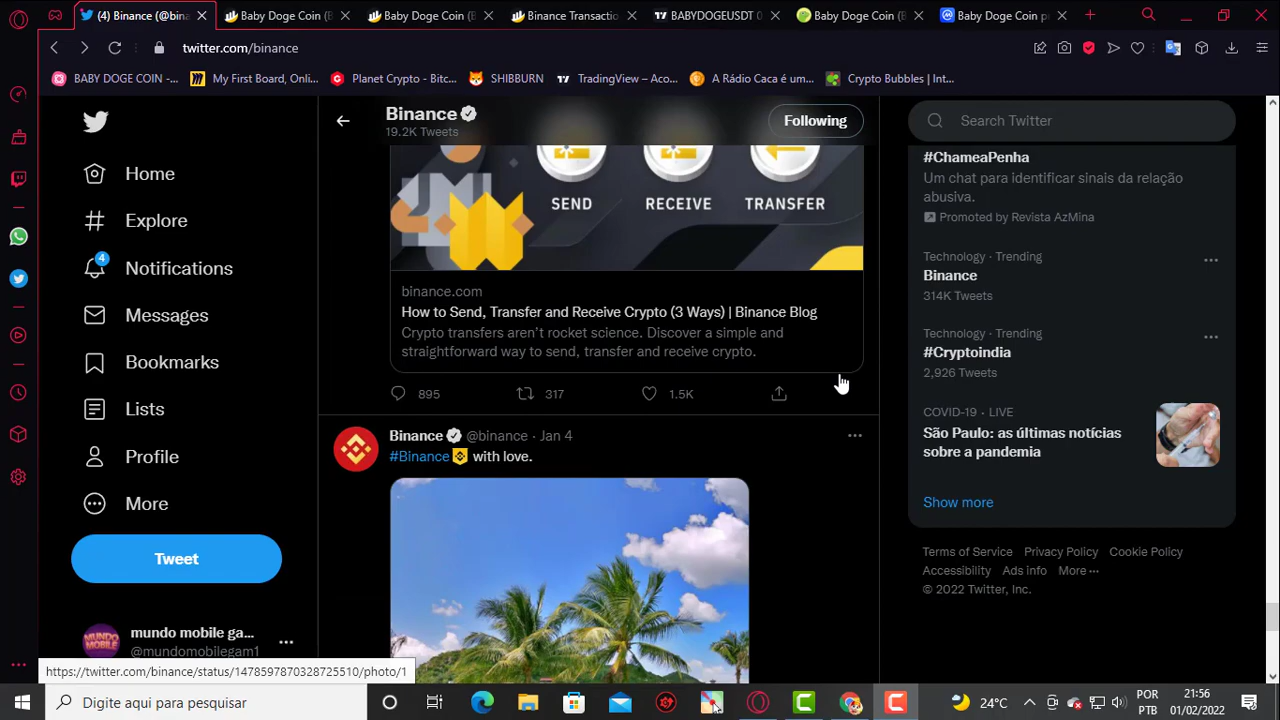 (4) Binance (@bina
Baby Doge Coin (
Baby Doge Coin (B
Binance Transactio
BABYDOGEUSDT 0
Baby Doge Coin (B
Baby Doge Coin p
twitter.com/binance
BABY DOGE COIN -...
My First Board, Onli...
Planet Crypto - Bitc...
SHIBBURN
TradingView – Aco...
A Rádio Caca é um...
Crypto Bubbles | Int...
Home
Explore
4
Notifications
Messages
Bookmarks
Lists
Profile
More
Tweet
mundo mobile ga...
@mundomobilegam1
https://twitter.com/binance/status/1478597870328725510/photo/1
Binance
19.2K Tweets
Following
SEND
RECEIVE
TRANSFER
binance.com
How to Send, Transfer and Receive Crypto (3 Ways) | Binance Blog
Crypto transfers aren't rocket science. Discover a simple and
straightforward way to send, transfer and receive crypto.
895
317
1.5K
Binance @binance · Jan 4
#Binance with love.
Search Twitter
#ChameaPenha
Um chat para identificar sinais da relação
abusiva.
Promoted by Revista AzMina
Technology · Trending
Binance
314K Tweets
Technology · Trending
#Cryptoindia
2,926 Tweets
COVID-19 · LIVE
São Paulo: as últimas notícias
sobre a pandemia
Show more
Terms of Service Privacy Policy Cookie Policy
Accessibility Ads info More ···
© 2022 Twitter, Inc.
Digite aqui para pesquisar
24°C
POR
PTB
21:56
01/02/2022